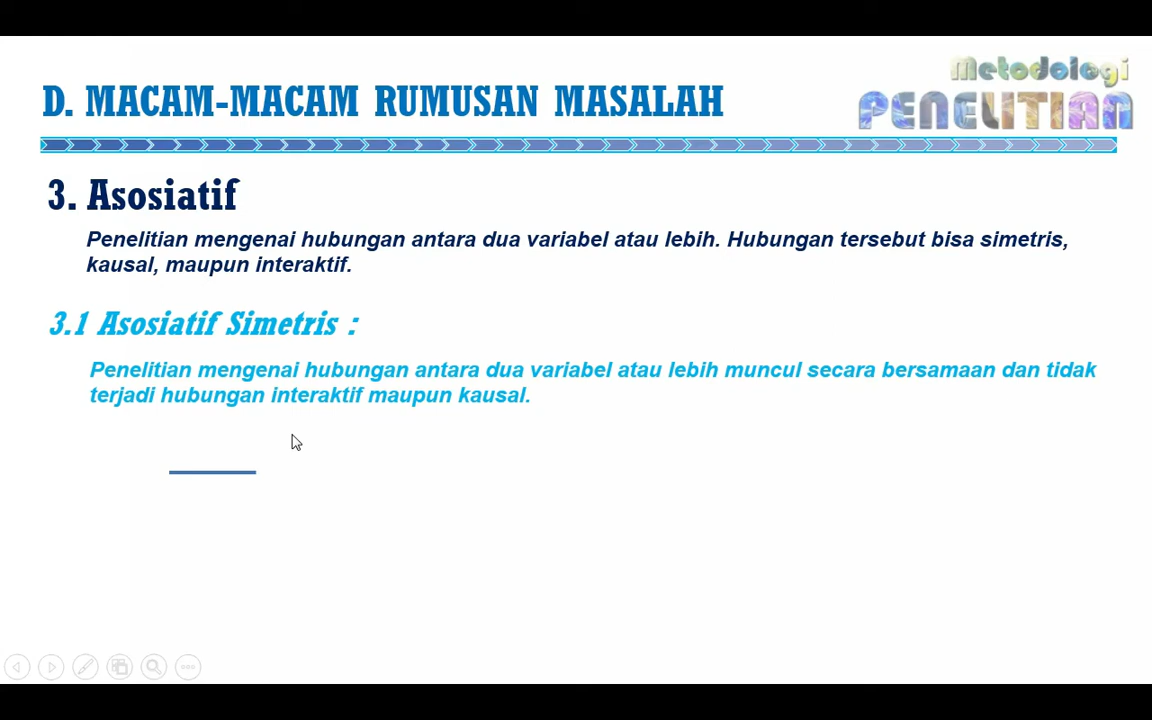 Metodologi
PENELITIAN
D. MACAM-MACAM RUMUSAN MASALAH
3. Asosiatif
Penelitian mengenai hubungan antara dua variabel atau lebih. Hubungan tersebut bisa simetris,
kausal, maupun interaktif.
3.1 Asosiatif Simetris :
Penelitian mengenai hubungan antara dua variabel atau lebih muncul secara bersamaan dan tidak
terjadi hubungan interaktif maupun kausal.